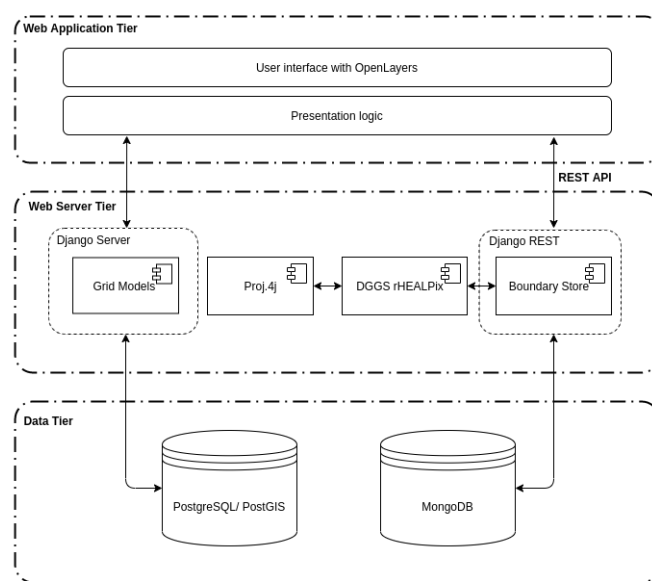 Web Application Tier
User interface with OpenLayers
Presentation logic
REST API
Web Server Tier
Django Server
Django REST
Grid Models
Proj.4j
DGGS rHEALPix
Boundary Store
Data Tier
PostgreSQL/ PostGIS
MongoDB